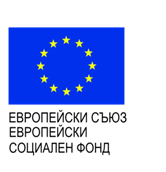 ЕВРОПЕЙСКИ СЪЮЗ
ЕВРОПЕЙСКИ
СОЦИАЛЕН ФОНД